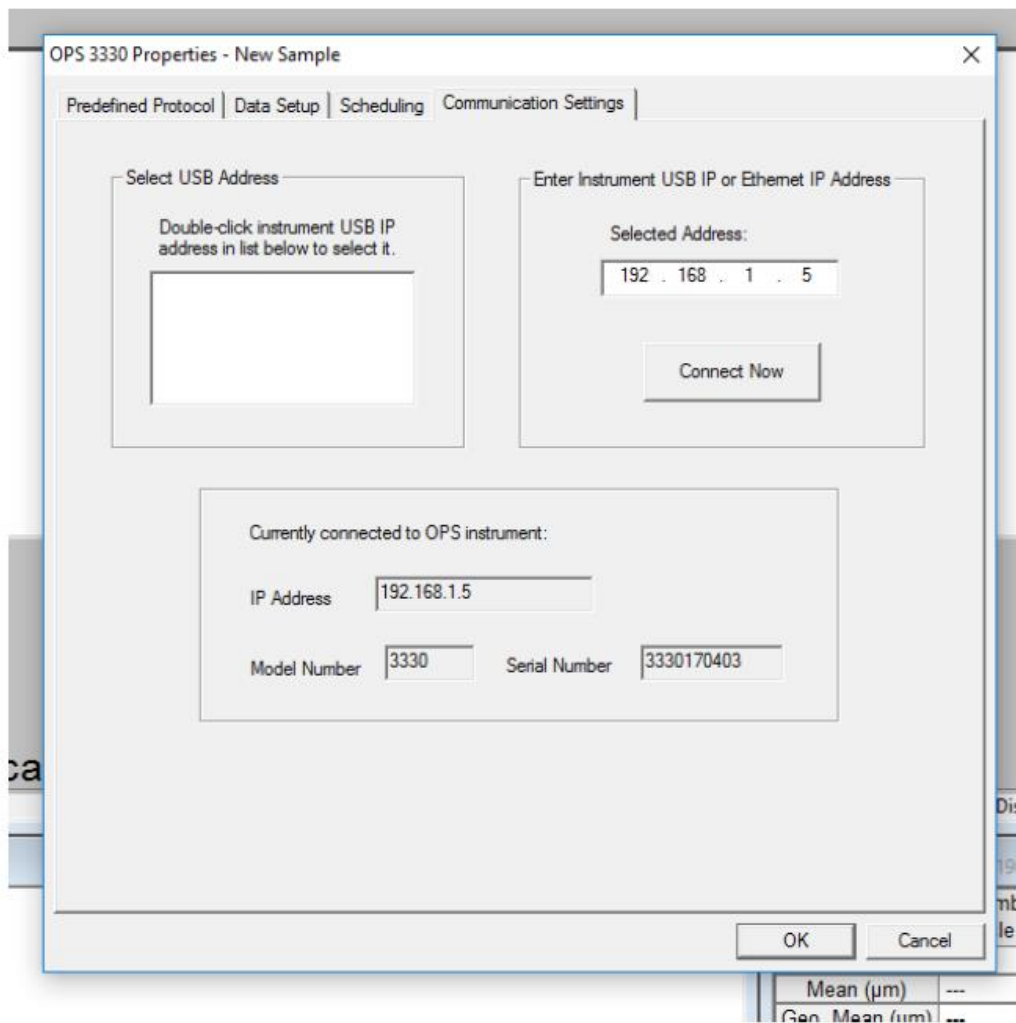 OPS 3330 Properties - New Sample
Predefined Protocol
Data Setup
Scheduling
Communication Settings
Select USB Address
Double-click instrument USB IP
address in list below to select it.
Enter Instrument USB IP or Ethernet IP Address
Selected Address:
192 . 168 . 1 . 5
Connect Now
Currently connected to OPS instrument:
IP Address 192.168.1.5
Model Number 3330 Serial Number 3330170403
OK
Cancel
Mean (µm) ---
Geo. Mean (µm) ---